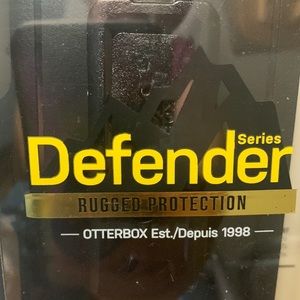 Series
Defender
RUGGED PROTECTION
OTTERBOX Est./Depuis 1998